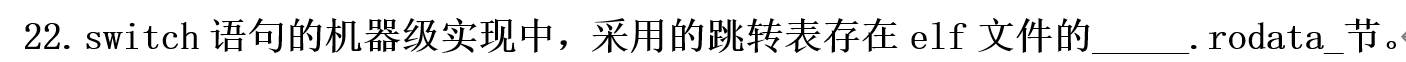 22. switch 语句的机器级实现中，采用的跳转表存在 elf 文件的_____.rodata_节。